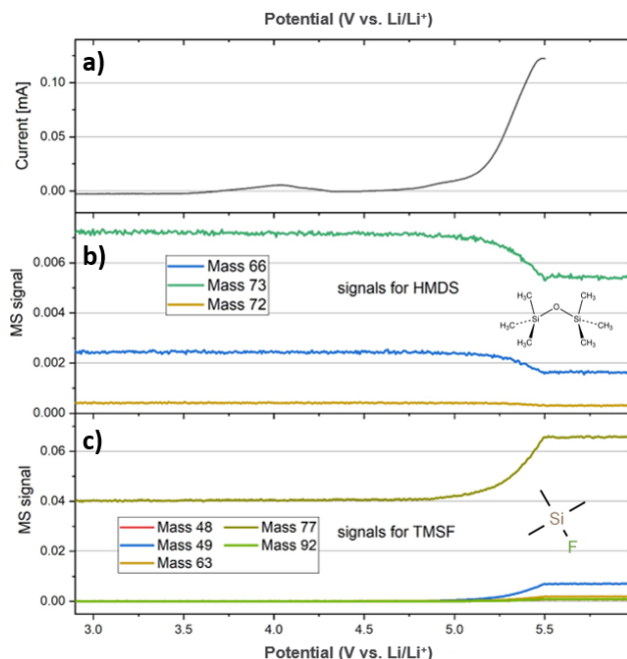 Potential (V vs. Li/Li⁺)
a)
Current [mA]
0.10
0.05
0.00
b)
MS signal
0.006
0.004
0.002
0.000
Mass 66
Mass 73
Mass 72
signals for HMDS
CH₃ CH₃
H₃C Si O Si CH₃
H₃C CH₃
c)
MS signal
0.06
0.04
0.02
0.00
Mass 48 Mass 77
Mass 49 Mass 92
Mass 63
signals for TMSF
Si
F
3.0 3.5 4.0 4.5 5.0 5.5
Potential (V vs. Li/Li⁺)